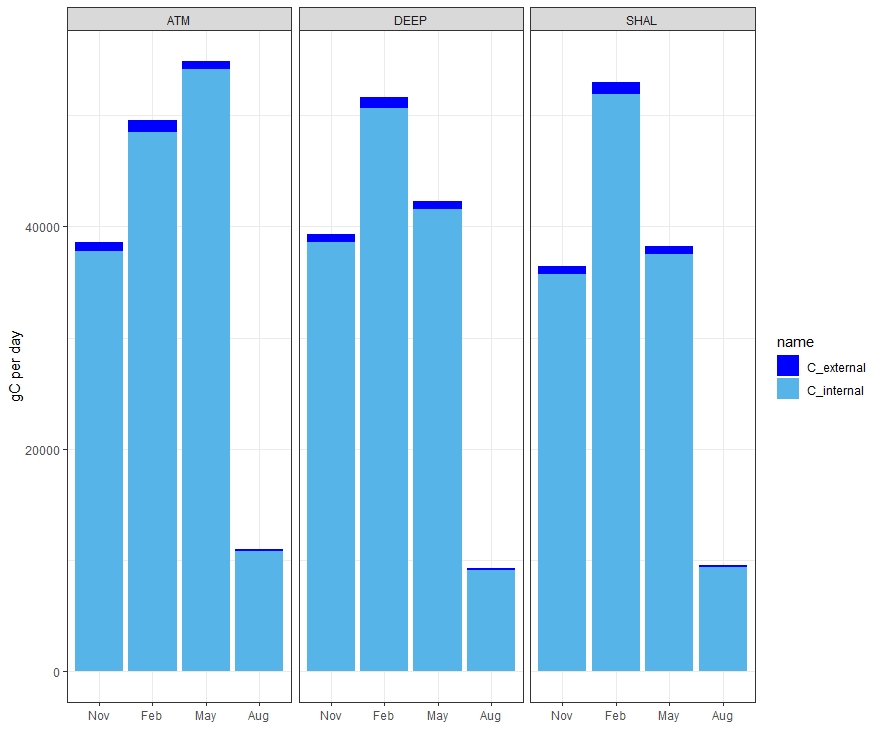 ATM DEEP SHAL
gC per day
40000
20000
0
Nov Feb May Aug Nov Feb May Aug Nov Feb May Aug
name
C_external
C_internal